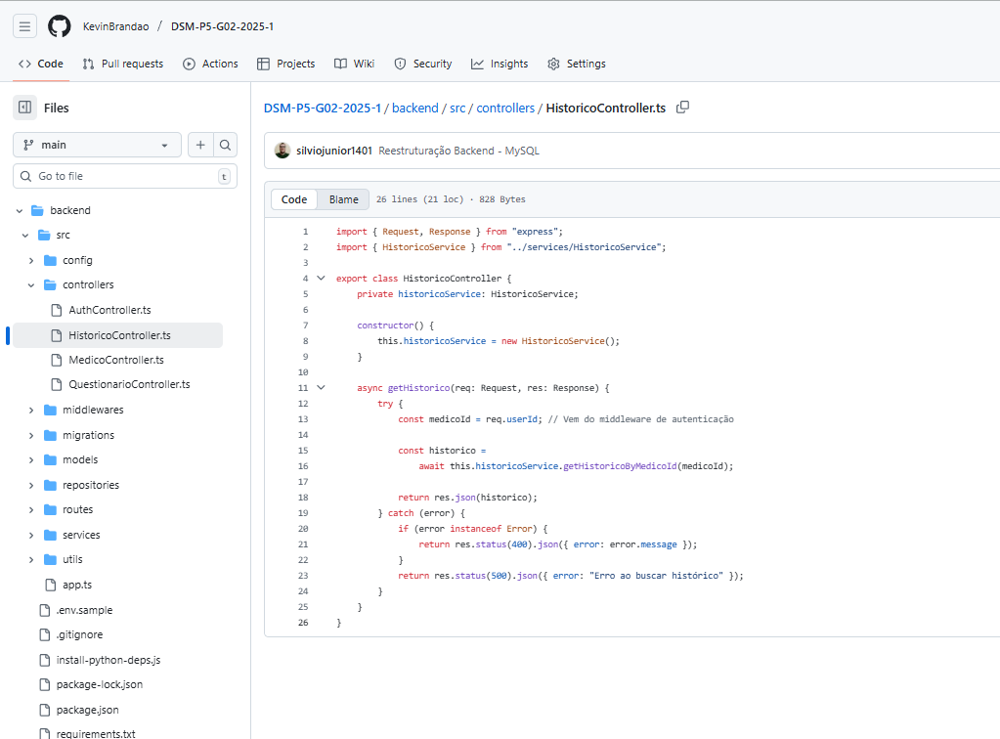 KevinBrandao / DSM-P5-G02-2025-1
Code Pull requests Actions Projects Wiki Security Insights Settings
Files
main
Go to file t
backend
src
config
controllers
AuthController.ts
HistoricoController.ts
MedicoController.ts
QuestionarioController.ts
middlewares
migrations
models
repositories
routes
services
utils
app.ts
.env.sample
.gitignore
install-python-deps.js
package-lock.json
package.json
requirements.txt
DSM-P5-G02-2025-1 / backend / src / controllers / HistoricoController.ts
silviojunior1401 Reestruturação Backend - MySQL
Code Blame 26 lines (21 loc) · 828 Bytes
1 import { Request, Response } from "express";
2 import { HistoricoService } from "../services/HistoricoService";
3
4 export class HistoricoController {
5 private historicoService: HistoricoService;
6
7 constructor() {
8 this.historicoService = new HistoricoService();
9 }
10
11 async getHistorico(req: Request, res: Response) {
12 try {
13 const medicoId = req.userId; // Vem do middleware de autenticação
14
15 const historico =
16 await this.historicoService.getHistoricoByMedicoId(medicoId);
17
18 return res.json(historico);
19 } catch (error) {
20 if (error instanceof Error) {
21 return res.status(400).json({ error: error.message });
22 }
23 return res.status(500).json({ error: "Erro ao buscar histórico" });
24 }
25 }
26 }